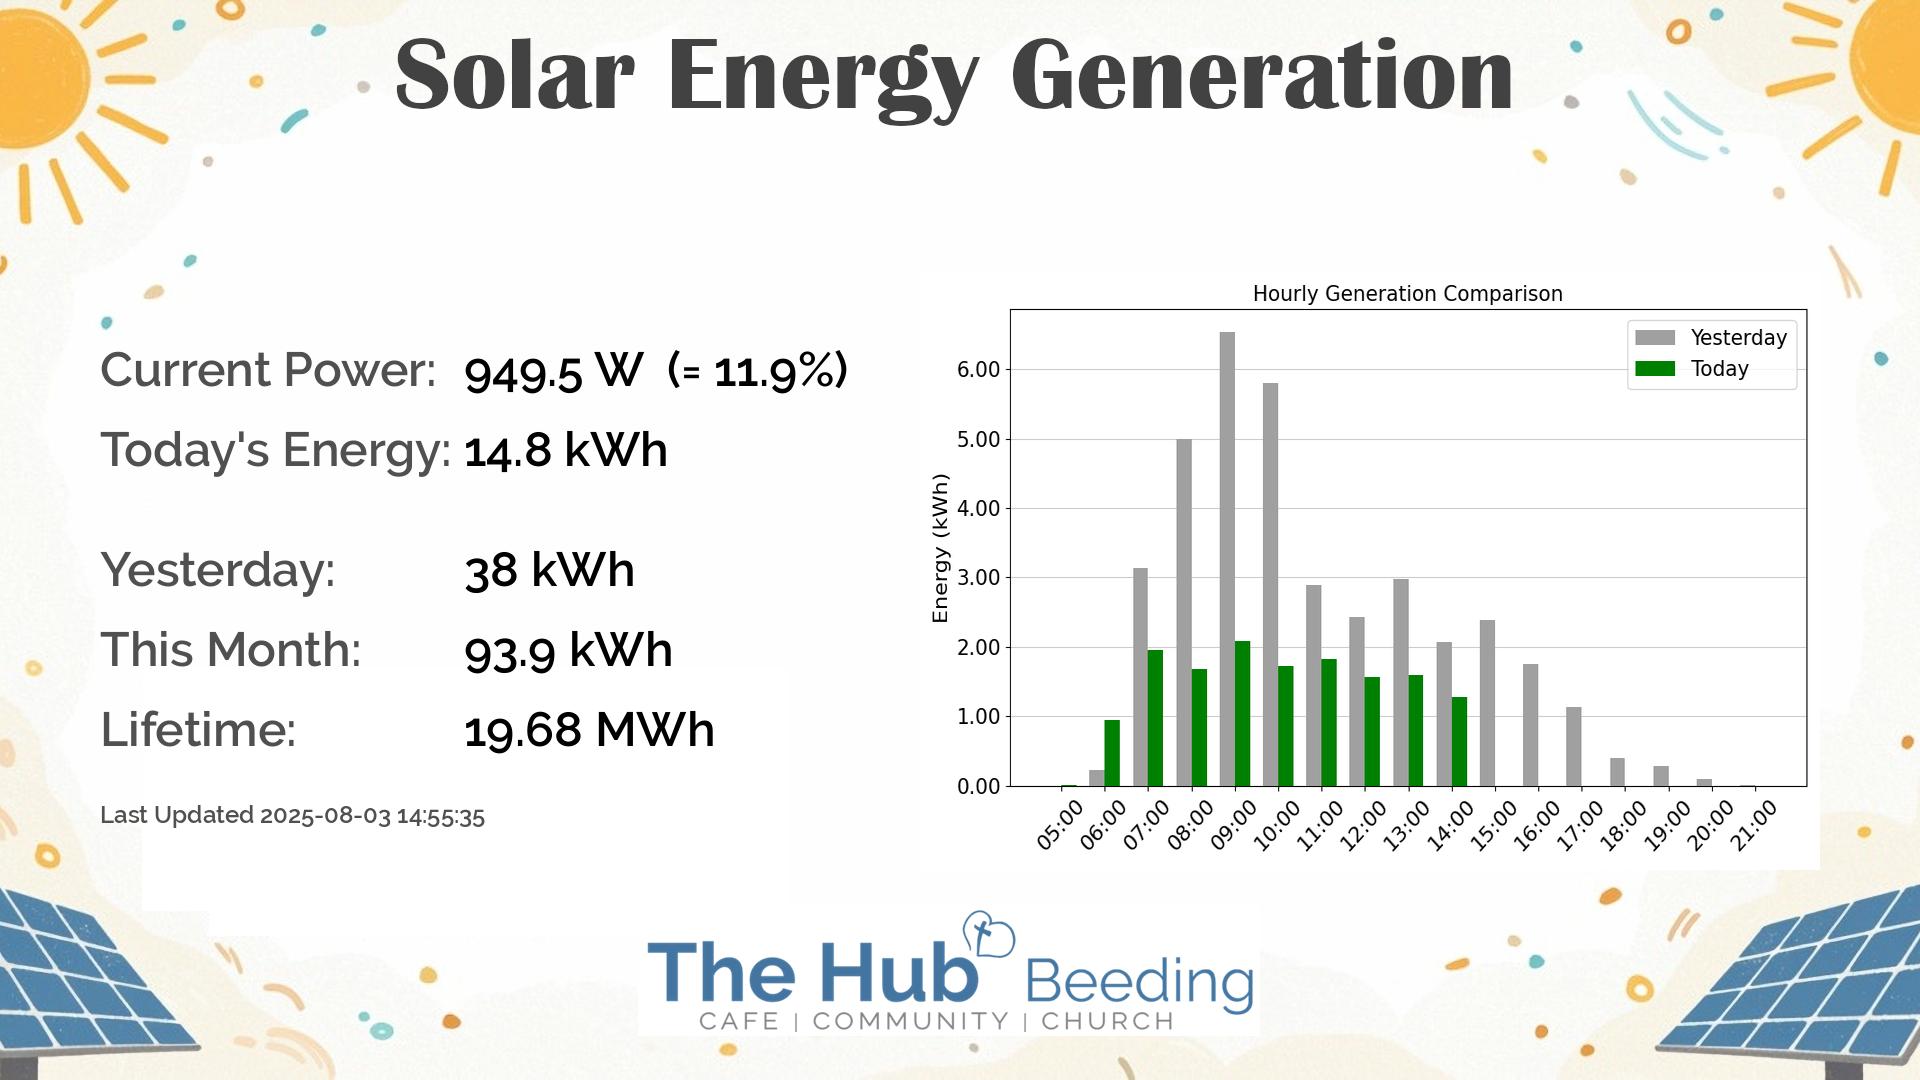 Solar Energy Generation
Current Power: 949.5 W (= 11.9%)
Today's Energy: 14.8 kWh
Yesterday: 38 kWh
This Month: 93.9 kWh
Lifetime: 19.68 MWh
Last Updated 2025-08-03 14:55:35
Hourly Generation Comparison
Yesterday
Today
Energy (kWh)
6.00
5.00
4.00
3.00
2.00
1.00
0.00
05:00 06:00 07:00 08:00 09:00 10:00 11:00 12:00 13:00 14:00 15:00 16:00 17:00 18:00 19:00 20:00 21:00
The Hub Beeding
CAFE | COMMUNITY | CHURCH